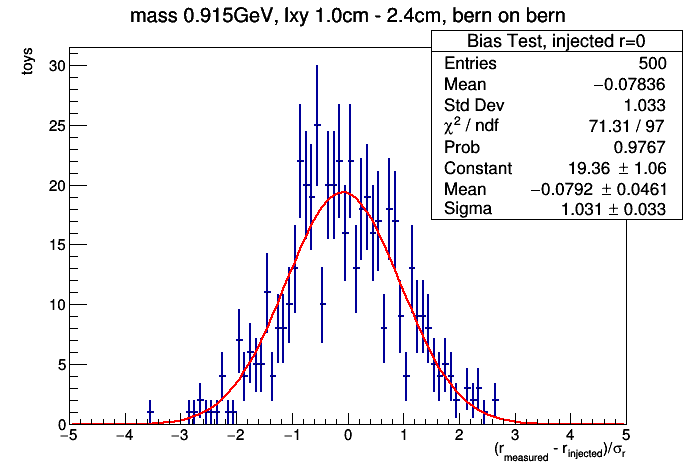 mass 0.915GeV, lxy 1.0cm - 2.4cm, bern on bern
toys
Bias Test, injected r=0
Entries 500
Mean −0.07836
Std Dev 1.033
χ² / ndf 71.31 / 97
Prob 0.9767
Constant 19.36 ± 1.06
Mean −0.0792 ± 0.0461
Sigma 1.031 ± 0.033
30
25
20
15
10
5
0
−5 −4 −3 −2 −1 0 1 2 3 4 5
(r_measured - r_injected)/σ_r